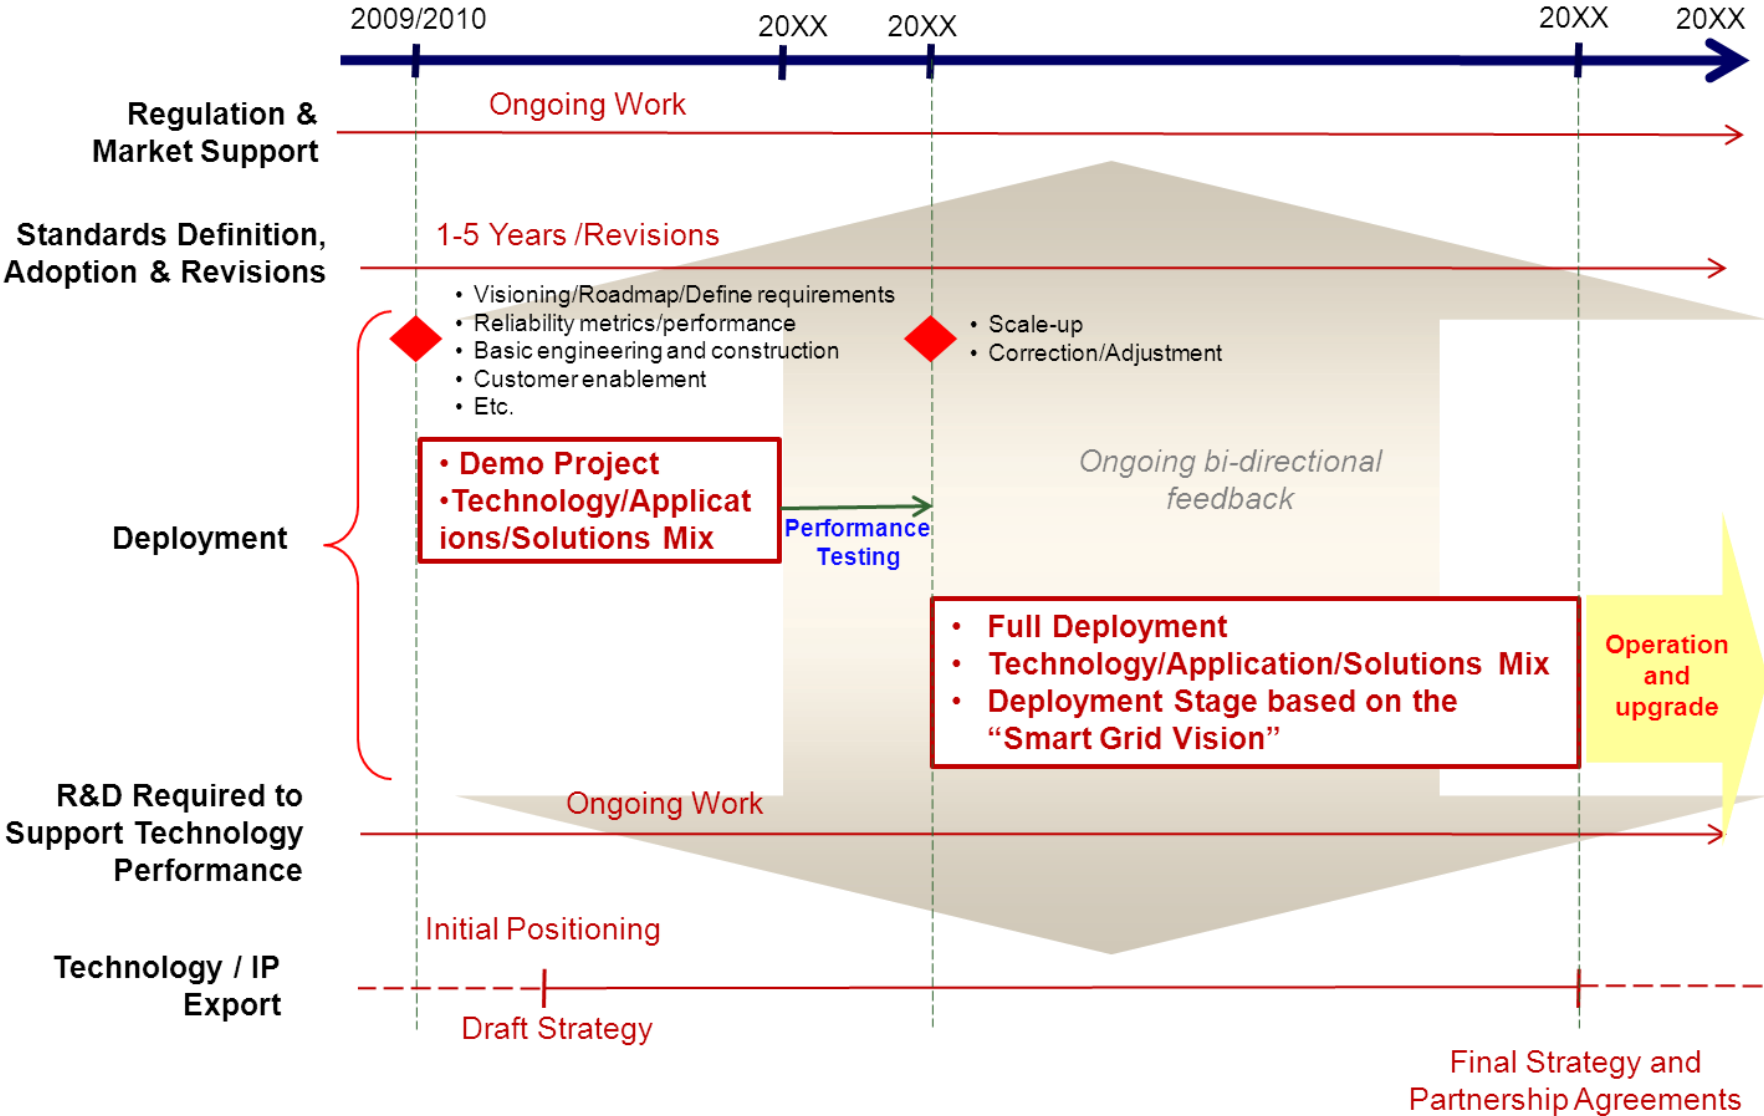 2009/2010
20XX
20XX
20XX
20XX
Regulation &
Market Support
Ongoing Work
Standards Definition,
Adoption & Revisions
1-5 Years /Revisions
• Visioning/Roadmap/Define requirements
• Reliability metrics/performance
• Basic engineering and construction
• Customer enablement
• Etc.
• Scale-up
• Correction/Adjustment
Deployment
• Demo Project
•Technology/Applicat
ions/Solutions Mix
Performance
Testing
Ongoing bi-directional
feedback
• Full Deployment
• Technology/Application/Solutions Mix
• Deployment Stage based on the
“Smart Grid Vision”
Operation
and
upgrade
R&D Required to
Support Technology
Performance
Ongoing Work
Technology / IP
Export
Initial Positioning
Draft Strategy
Final Strategy and
Partnership Agreements